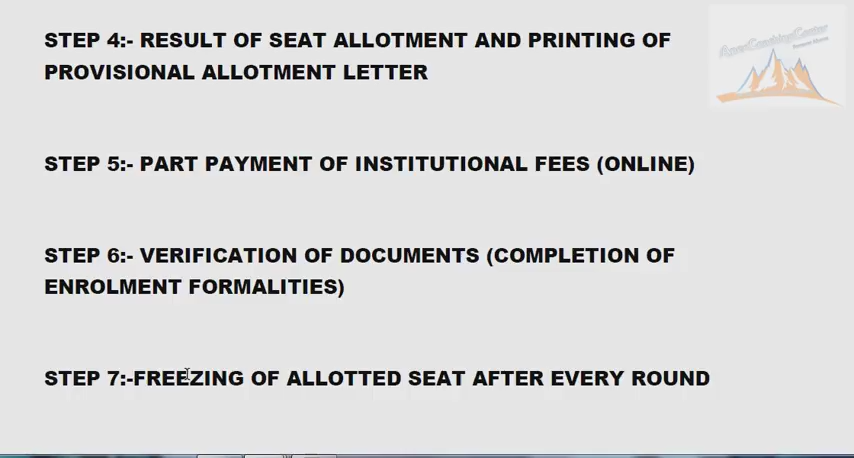 STEP 4:- RESULT OF SEAT ALLOTMENT AND PRINTING OF
PROVISIONAL ALLOTMENT LETTER
STEP 5:- PART PAYMENT OF INSTITUTIONAL FEES (ONLINE)
STEP 6:- VERIFICATION OF DOCUMENTS (COMPLETION OF
ENROLMENT FORMALITIES)
STEP 7:-FREEZING OF ALLOTTED SEAT AFTER EVERY ROUND